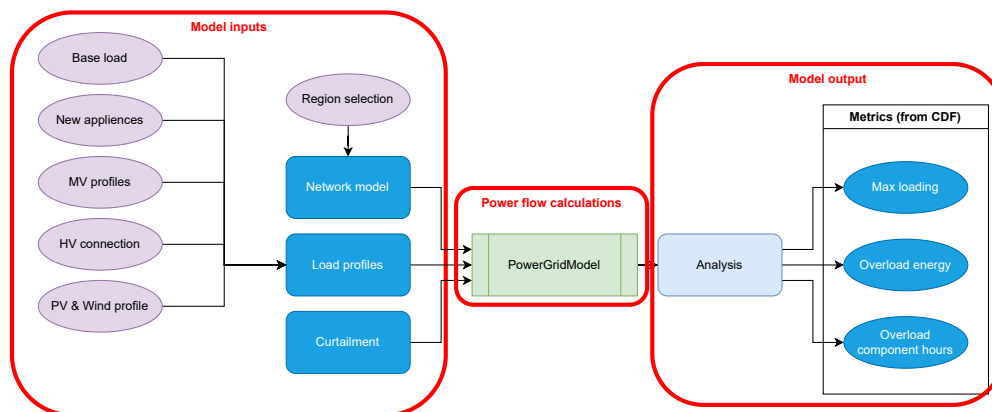 Model inputs
Base load
New appliences
MV profiles
HV connection
PV & Wind profile
Region selection
Network model
Load profiles
Curtailment
Power flow calculations
PowerGridModel
Model output
Analysis
Metrics (from CDF)
Max loading
Overload energy
Overload
component hours